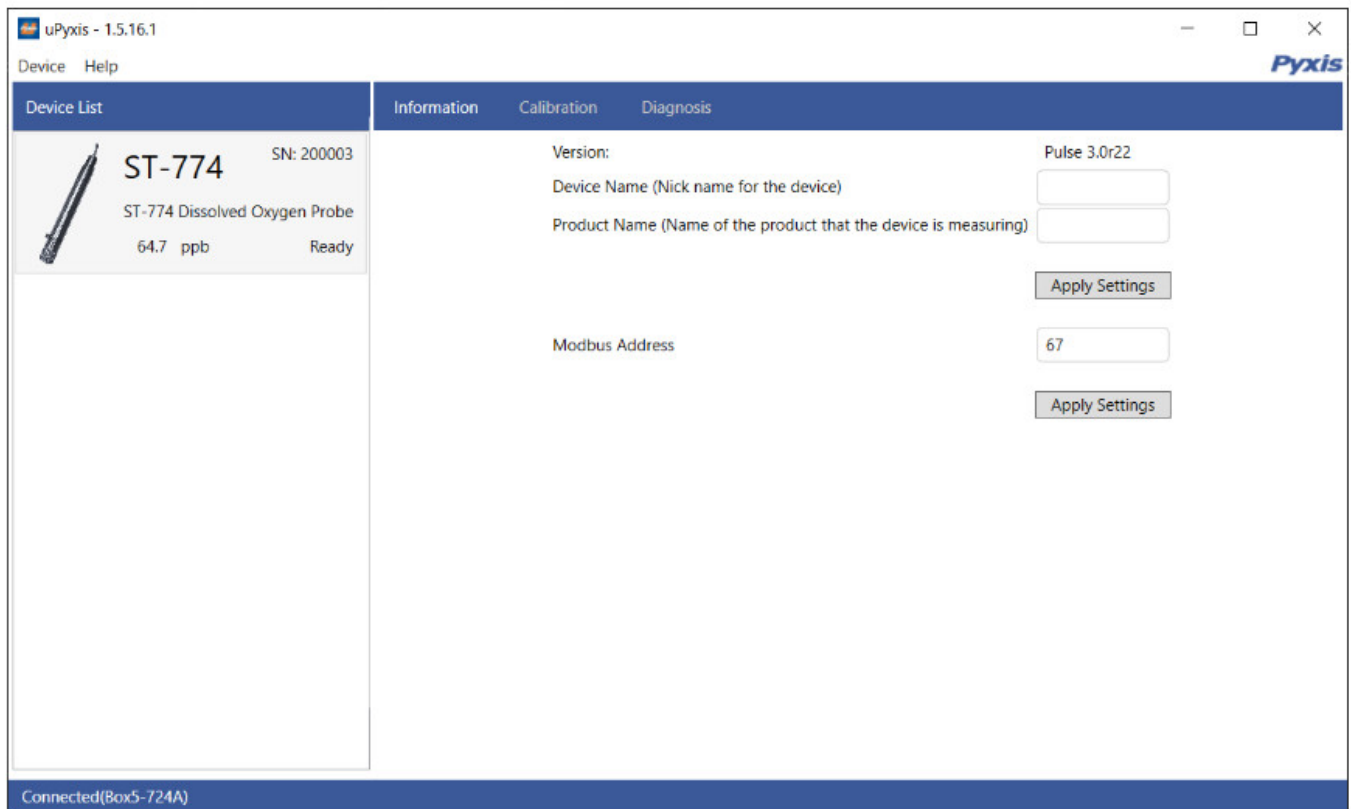 uPyxis - 1.5.16.1
Device Help
Pyxis
Device List
Information Calibration Diagnosis
ST-774 SN: 200003
ST-774 Dissolved Oxygen Probe
64.7 ppb Ready
Version: Pulse 3.0r22
Device Name (Nick name for the device)
Product Name (Name of the product that the device is measuring)
Apply Settings
Modbus Address 67
Apply Settings
Connected(Box5-724A)